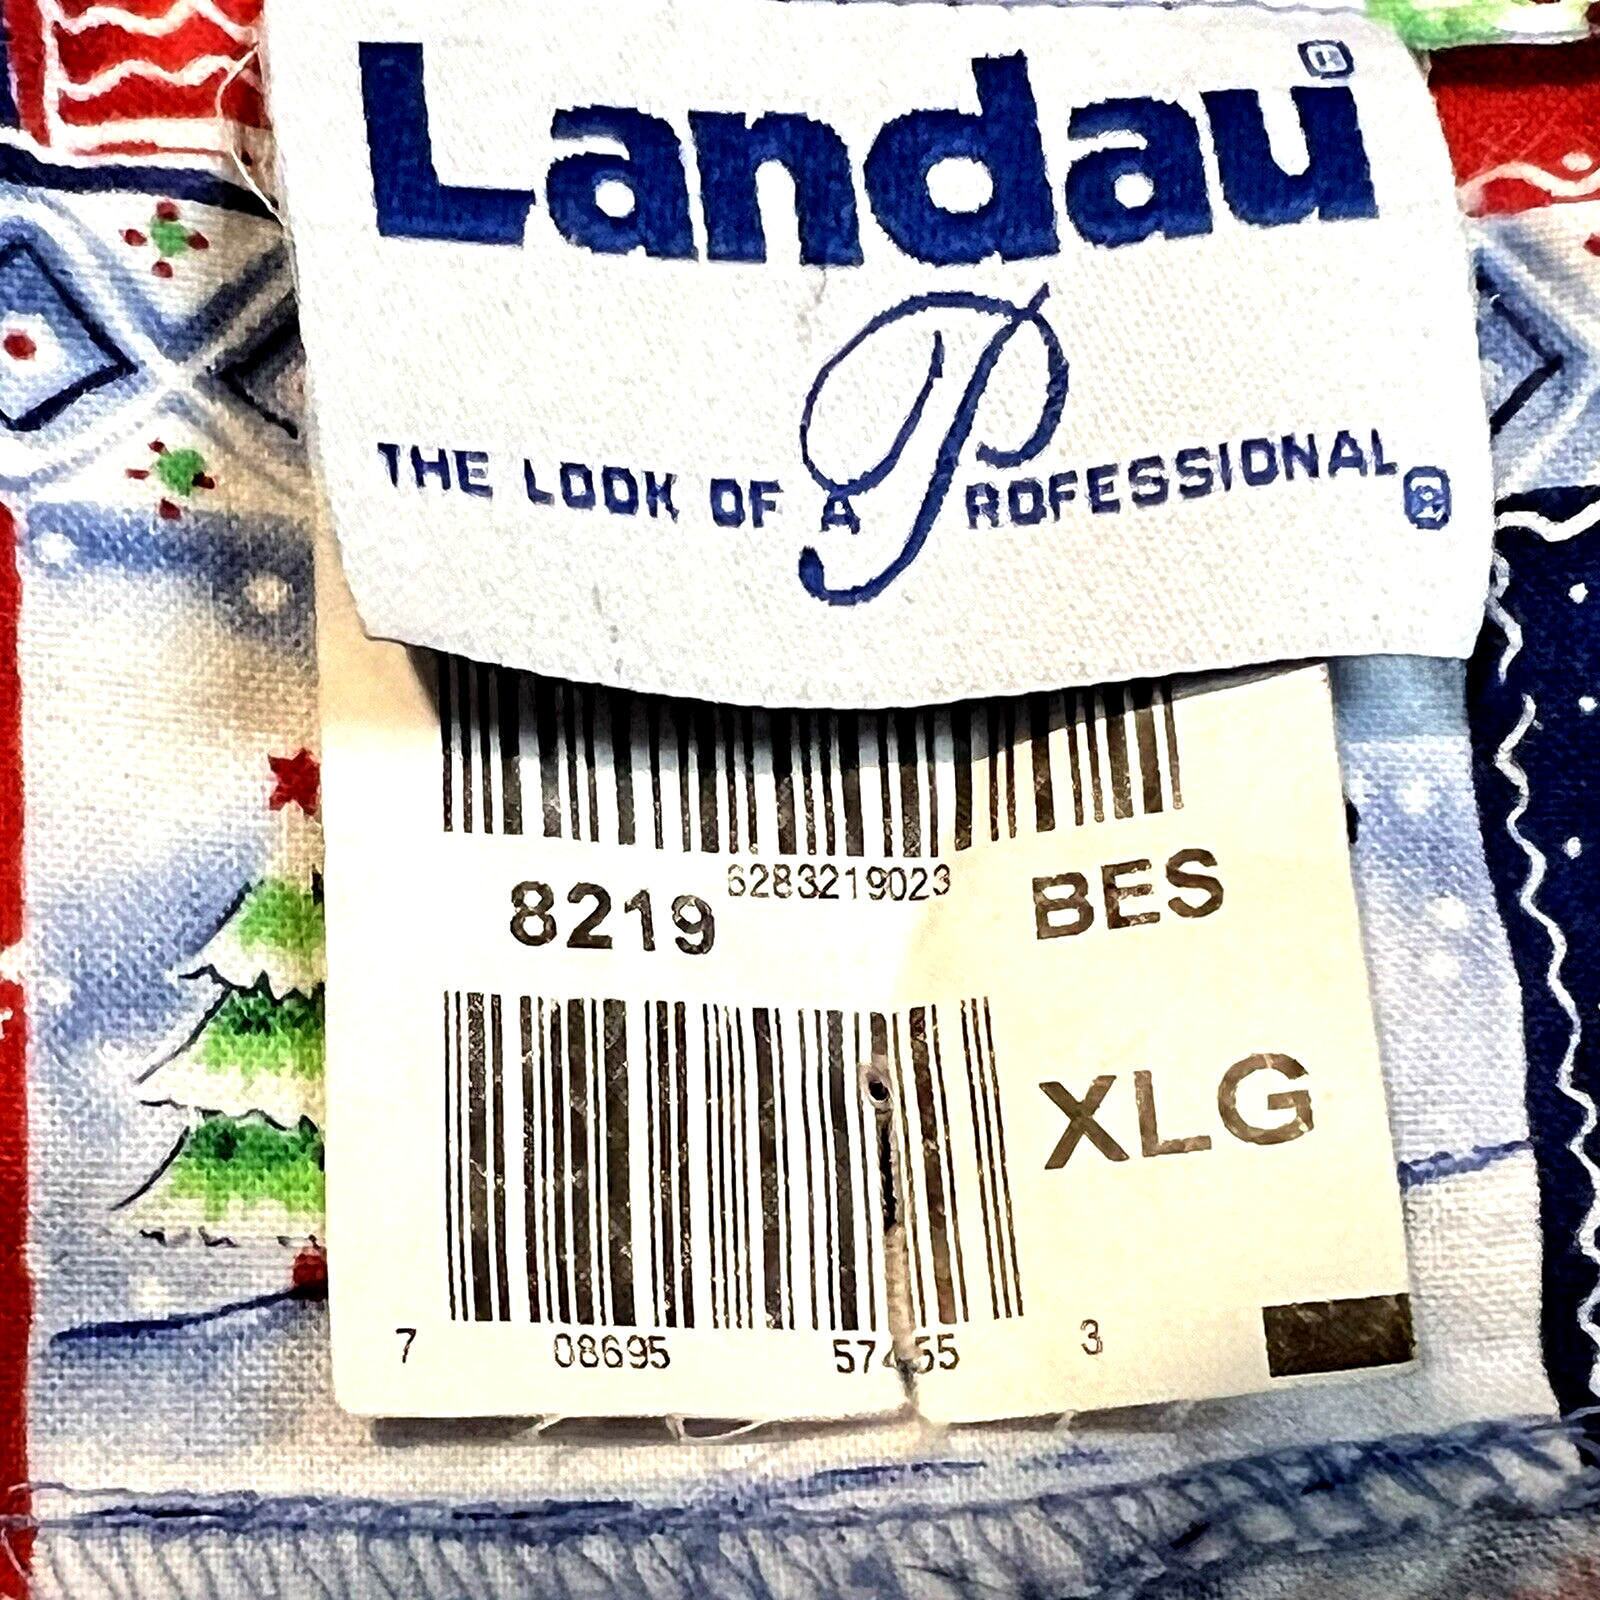 Landau®
THE LOOK OF A PROFESSIONAL®
6283219023
8219 BES
XLG
7 08695 57455 3